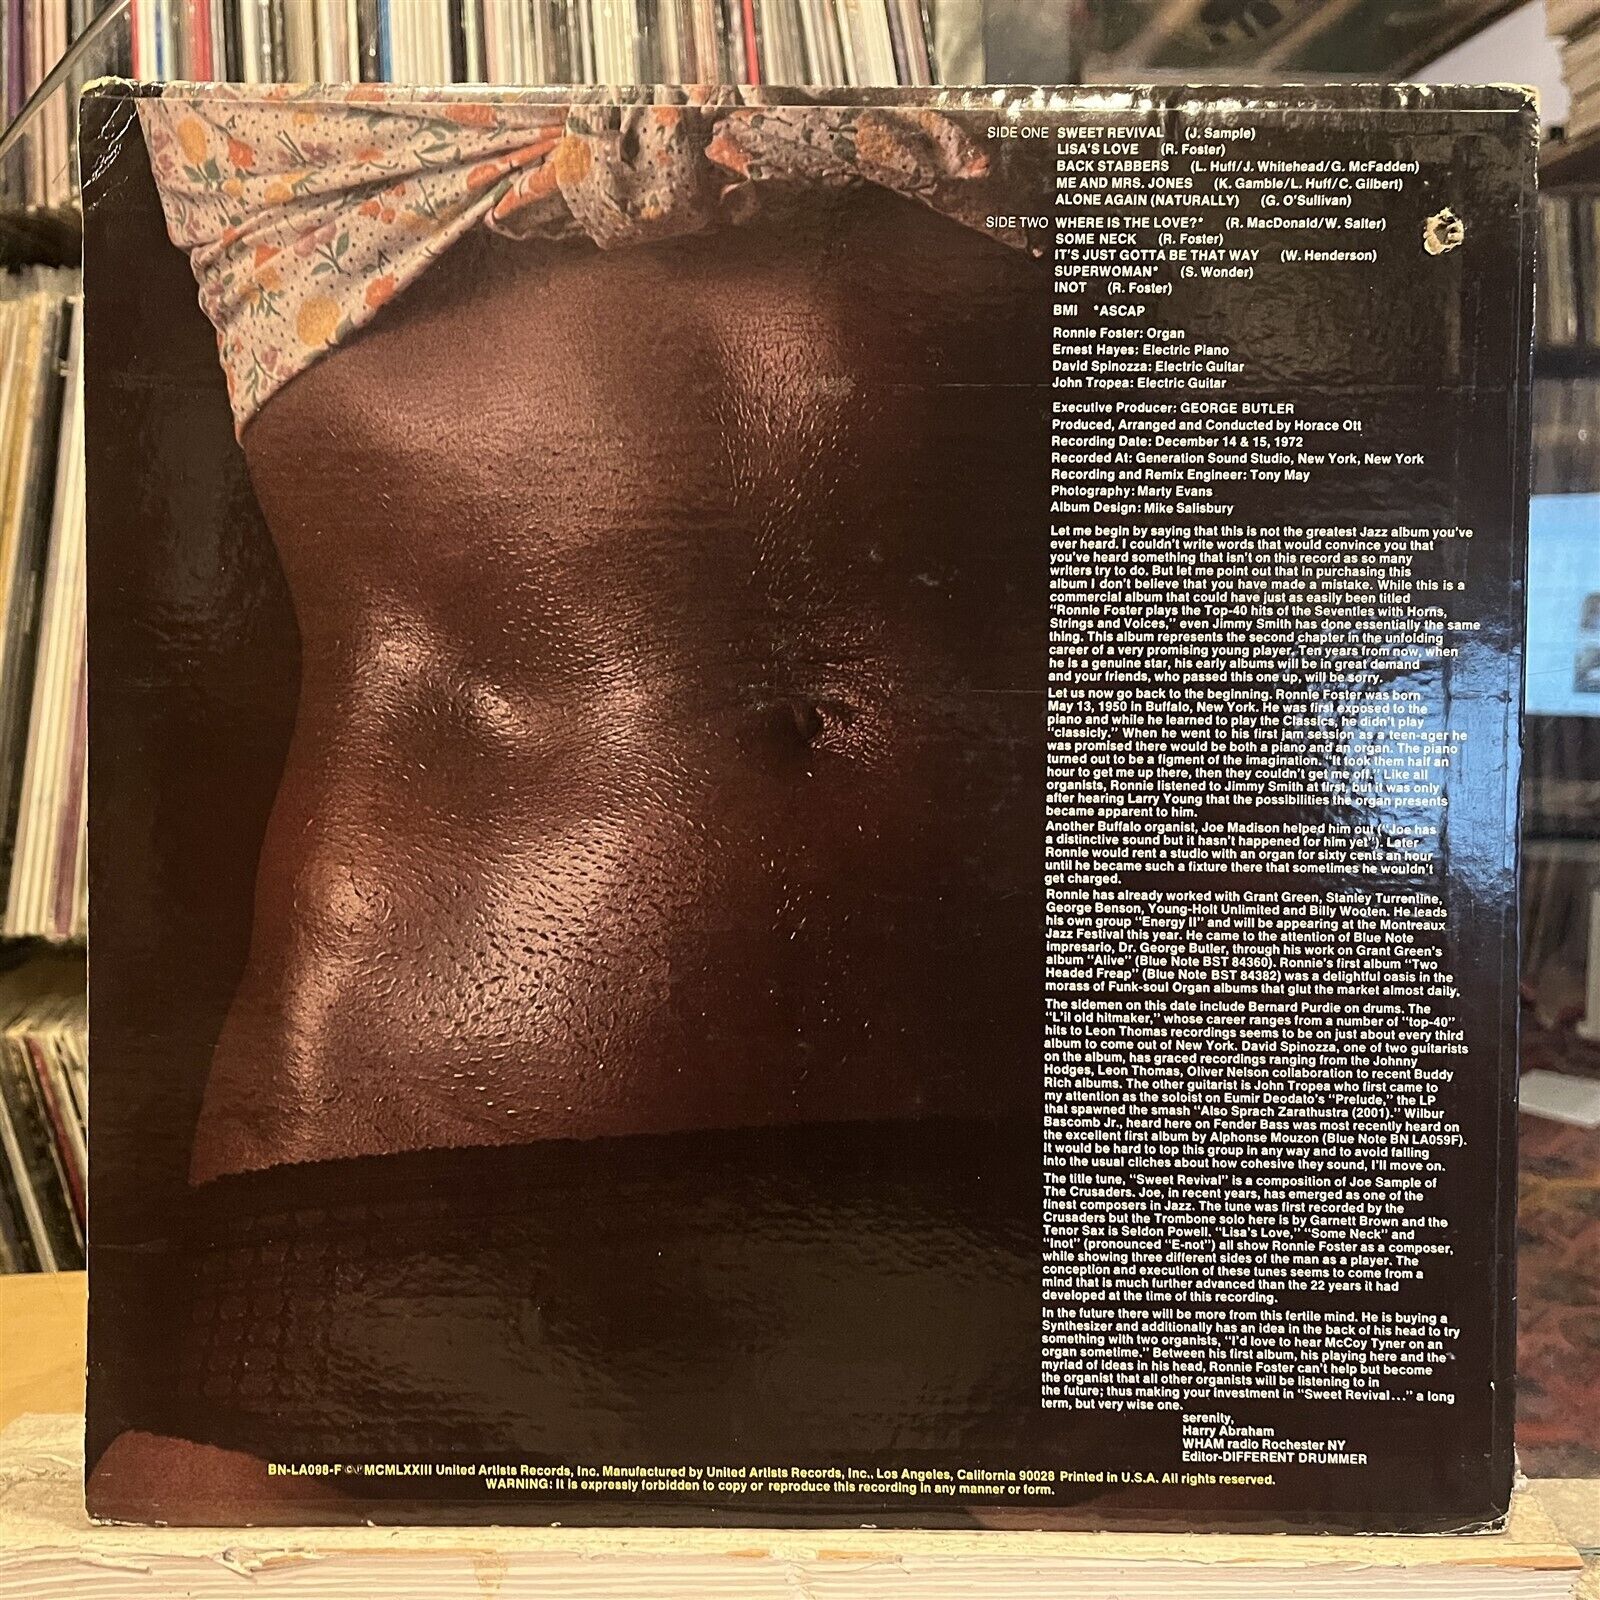 SIDE ONE SWEET REVIVAL (J. Sample)
LISA'S LOVE (R. Foster)
BACK STABBERS (L. Huff/J. Whitehead/G. McFadden)
ME AND MRS. JONES (K. Gamble/L. Huff/C. Gilbert)
ALONE AGAIN (NATURALLY) (G. O'Sullivan)
SIDE TWO WHERE IS THE LOVE?* (R. MacDonald/W. Salter)
SOME NECK (R. Foster)
IT'S JUST GOTTA BE THAT WAY (W. Henderson)
SUPERWOMAN* (S. Wonder)
INOT (R. Foster)
BMI *ASCAP
Ronnie Foster: Organ
Ernest Hayes: Electric Piano
David Spinozza: Electric Guitar
John Tropea: Electric Guitar
Executive Producer: GEORGE BUTLER
Produced, Arranged and Conducted by Horace Ott
Recording Date: December 14 & 15, 1972
Recorded At: Generation Sound Studio, New York, New York
Recording and Remix Engineer: Tony May
Photography: Marty Evans
Album Design: Mike Salisbury
Let me begin by saying that this is not the greatest Jazz album you've
ever heard. I couldn't write words that would convince you that
you've heard something that isn't on this record as so many
writers try to do. But let me point out that in purchasing this
album I don't believe that you have made a mistake. While this is a
commercial album that could have just as easily been titled
"Ronnie Foster plays the Top-40 hits of the Seventies with Horns,
Strings and Voices," even Jimmy Smith has done essentially the same
thing. This album represents the second chapter in the unfolding
career of a very promising young player. Ten years from now, when
he is a genuine star, his early albums will be in great demand
and your friends, who passed this one up, will be sorry.
Let us now go back to the beginning. Ronnie Foster was born
May 13, 1950 in Buffalo, New York. He was first exposed to the
piano and while he learned to play the Classics, he didn't play
"classicly." When he went to his first jam session as a teen-ager he
was promised there would be both a piano and an organ. The piano
turned out to be a figment of the imagination. "It took them half an
hour to get me up there, then they couldn't get me off." Like all
organists, Ronnie listened to Jimmy Smith at first, but it was only
after hearing Larry Young that the possibilities the organ presents
became apparent to him.
Another Buffalo organist, Joe Madison helped him out ("Joe has
a distinctive sound but it hasn't happened for him yet"). Later
Ronnie would rent a studio with an organ for sixty cents an hour
until he became such a fixture there that sometimes he wouldn't
get charged.
Ronnie has already worked with Grant Green, Stanley Turrentine,
George Benson, Young-Holt Unlimited and Billy Wooten. He leads
his own group "Energy II" and will be appearing at the Montreaux
Jazz Festival this year. He came to the attention of Blue Note
impresario, Dr. George Butler, through his work on Grant Green's
album "Alive" (Blue Note BST 84360). Ronnie's first album "Two
Headed Freap" (Blue Note BST 84382) was a delightful oasis in the
morass of Funk-soul Organ albums that glut the market almost daily.
The sidemen on this date include Bernard Purdie on drums. The
"L'il old hitmaker," whose career ranges from a number of "top-40"
hits to Leon Thomas recordings seems to be on just about every third
album to come out of New York. David Spinozza, one of two guitarists
on the album, has graced recordings ranging from the Johnny
Hodges, Leon Thomas, Oliver Nelson collaboration to recent Buddy
Rich albums. The other guitarist is John Tropea who first came to
my attention as the soloist on Eumir Deodato's "Prelude," the LP
that spawned the smash "Also Sprach Zarathustra (2001)." Wilbur
Bascomb Jr., heard here on Fender Bass was most recently heard on
the excellent first album by Alphonse Mouzon (Blue Note BN LA059F).
It would be hard to top this group in any way and to avoid falling
into the usual cliches about how cohesive they sound, I'll move on.
The title tune, "Sweet Revival" is a composition of Joe Sample of
The Crusaders. Joe, in recent years, has emerged as one of the
finest composers in Jazz. The tune was first recorded by the
Crusaders but the Trombone solo here is by Garnett Brown and the
Tenor Sax is Seldon Powell. "Lisa's Love," "Some Neck" and
"Inot" (pronounced "E-not") all show Ronnie Foster as a composer,
while showing three different sides of the man as a player. The
conception and execution of these tunes seems to come from a
mind that is much further advanced than the 22 years it had
developed at the time of this recording.
In the future there will be more from this fertile mind. He is buying a
Synthesizer and additionally has an idea in the back of his head to try
something with two organists, "I'd love to hear McCoy Tyner on an
organ sometime." Between his first album, his playing here and the
myriad of ideas in his head, Ronnie Foster can't help but become
the organist that all other organists will be listening to in
the future; thus making your investment in "Sweet Revival..." a long
term, but very wise one.
serenity,
Harry Abraham
WHAM radio Rochester NY
Editor-DIFFERENT DRUMMER
BN-LA098-F ©℗ MCMLXXIII United Artists Records, Inc. Manufactured by United Artists Records, Inc., Los Angeles, California 90028 Printed in U.S.A. All rights reserved.
WARNING: It is expressly forbidden to copy or reproduce this recording in any manner or form.